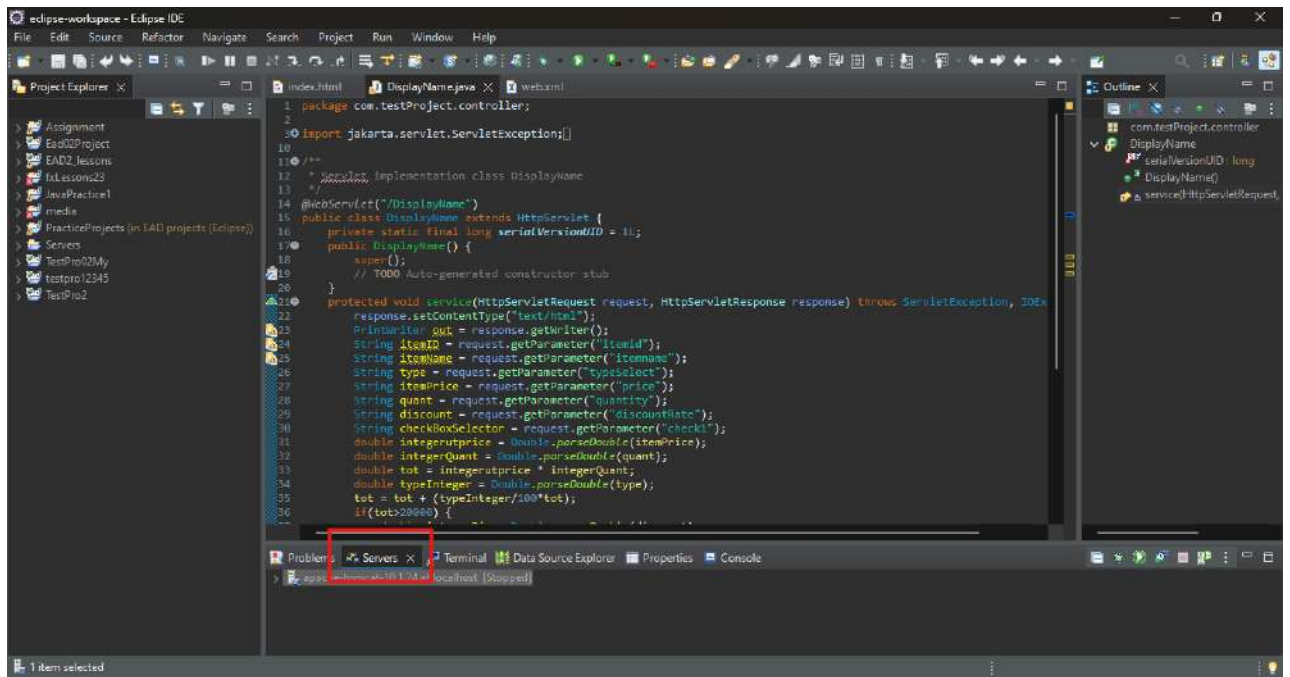 eclipse-workspace - Eclipse IDE
File Edit Source Refactor Navigate Search Project Run Window Help
Project Explorer
Assignment
Ead02Project
EAD2_lessons
fxLessons23
JavaPractice1
media
PracticeProjects (in EAD projects (Eclipse))
Servers
TestPro02My
testpro12345
TestPro2
index.html DisplayName.java web.xml
1 package com.testProject.controller;
2
3 import jakarta.servlet.ServletException;
10
11 /**
12 * Servlet implementation class DisplayName
13 */
14 @WebServlet("/DisplayName")
15 public class DisplayName extends HttpServlet {
16 private static final long serialVersionUID = 1L;
17 public DisplayName() {
18 super();
19 // TODO Auto-generated constructor stub
20 }
21 protected void service(HttpServletRequest request, HttpServletResponse response) throws ServletException, IOEx
22 response.setContentType("text/html");
23 PrintWriter out = response.getWriter();
24 String itemID = request.getParameter("itemid");
25 String itemName = request.getParameter("itemname");
26 String type = request.getParameter("typeSelect");
27 String itemPrice = request.getParameter("price");
28 String quant = request.getParameter("quantity");
29 String discount = request.getParameter("discountRate");
30 String checkBoxSelector = request.getParameter("check1");
31 double integerutprice = Double.parseDouble(itemPrice);
32 double integerQuant = Double.parseDouble(quant);
33 double tot = integerutprice * integerQuant;
34 double typeInteger = Double.parseDouble(type);
35 tot = tot + (typeInteger/100*tot);
36 if(tot>20000) {
Outline
com.testProject.controller
DisplayName
serialVersionUID : long
DisplayName()
service(HttpServletRequest,
Problems Servers Terminal Data Source Explorer Properties Console
localhost [Stopped]
1 item selected